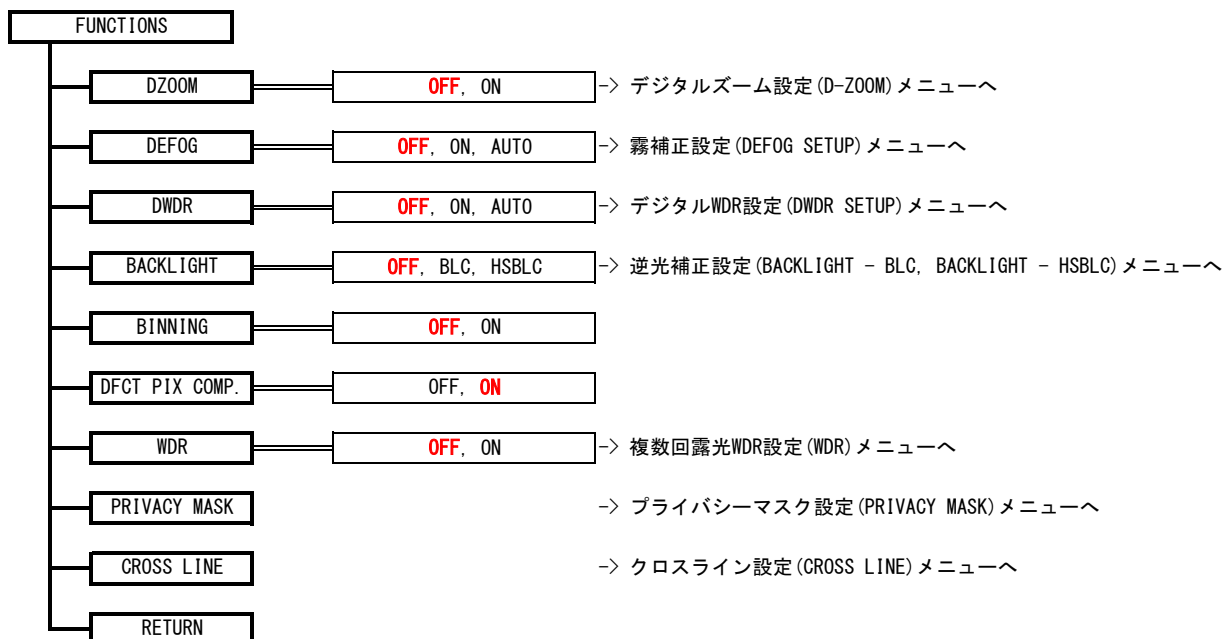 FUNCTIONS
DZOOM OFF, ON -> デジタルズーム設定(D-ZOOM)メニューへ
DEFOG OFF, ON, AUTO -> 霧補正設定(DEFOG SETUP)メニューへ
DWDR OFF, ON, AUTO -> デジタルWDR設定(DWDR SETUP)メニューへ
BACKLIGHT OFF, BLC, HSBLC -> 逆光補正設定(BACKLIGHT - BLC, BACKLIGHT - HSBLC)メニューへ
BINNING OFF, ON
DFCT PIX COMP. OFF, ON
WDR OFF, ON -> 複数回露光WDR設定(WDR)メニューへ
PRIVACY MASK -> プライバシーマスク設定(PRIVACY MASK)メニューへ
CROSS LINE -> クロスライン設定(CROSS LINE)メニューへ
RETURN